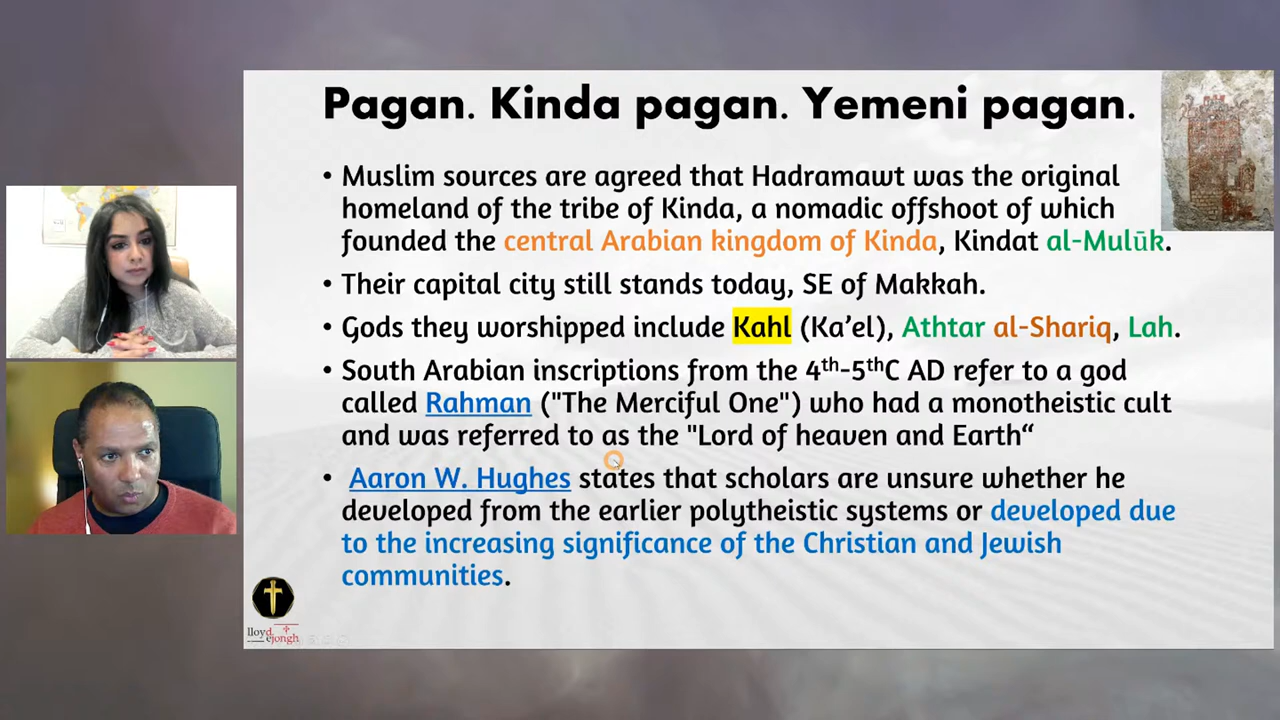 Pagan. Kinda pagan. Yemeni pagan.
• Muslim sources are agreed that Hadramawt was the original
homeland of the tribe of Kinda, a nomadic offshoot of which
founded the central Arabian kingdom of Kinda, Kindat al-Mulūk.
• Their capital city still stands today, SE of Makkah.
• Gods they worshipped include Kahl (Ka'el), Athtar al-Shariq, Lah.
• South Arabian inscriptions from the 4th-5thC AD refer to a god
called Rahman ("The Merciful One") who had a monotheistic cult
and was referred to as the "Lord of heaven and Earth“
• Aaron W. Hughes states that scholars are unsure whether he
developed from the earlier polytheistic systems or developed due
to the increasing significance of the Christian and Jewish
communities.
lloyd
ejongh